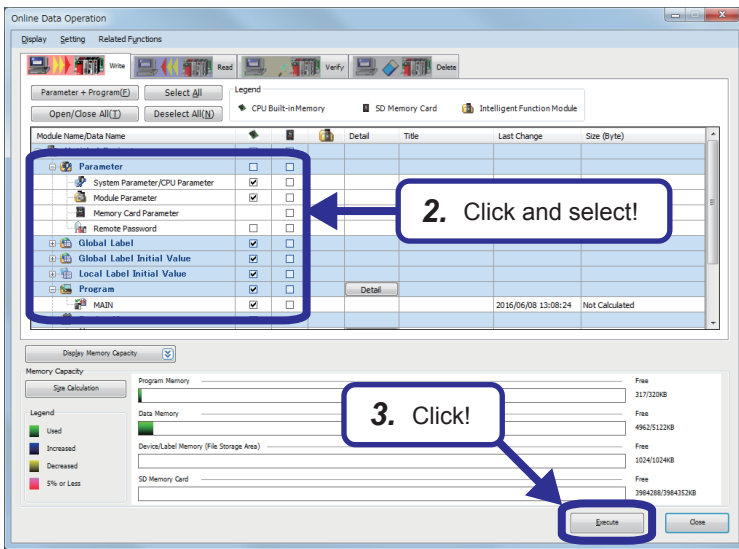 Online Data Operation
Display Setting Related Functions
Write Read Verify Delete
Parameter + Program(F) Select All
Open/Close All(T) Deselect All(N)
Legend
CPU Built-in Memory SD Memory Card Intelligent Function Module
Module Name/Data Name Detail Title Last Change Size (Byte)
Parameter
System Parameter/CPU Parameter
Module Parameter
Memory Card Parameter
Remote Password
Global Label
Global Label Initial Value
Local Label Initial Value
Program Detail
MAIN 2016/06/08 13:08:24 Not Calculated
2. Click and select!
Display Memory Capacity
Memory Capacity
Size Calculation
Legend
Used
Increased
Decreased
5% or Less
Program Memory Free
317/320KB
Data Memory Free
4962/5122KB
Device/Label Memory (File Storage Area) Free
1024/1024KB
SD Memory Card Free
3984288/3984352KB
3. Click!
Execute Close